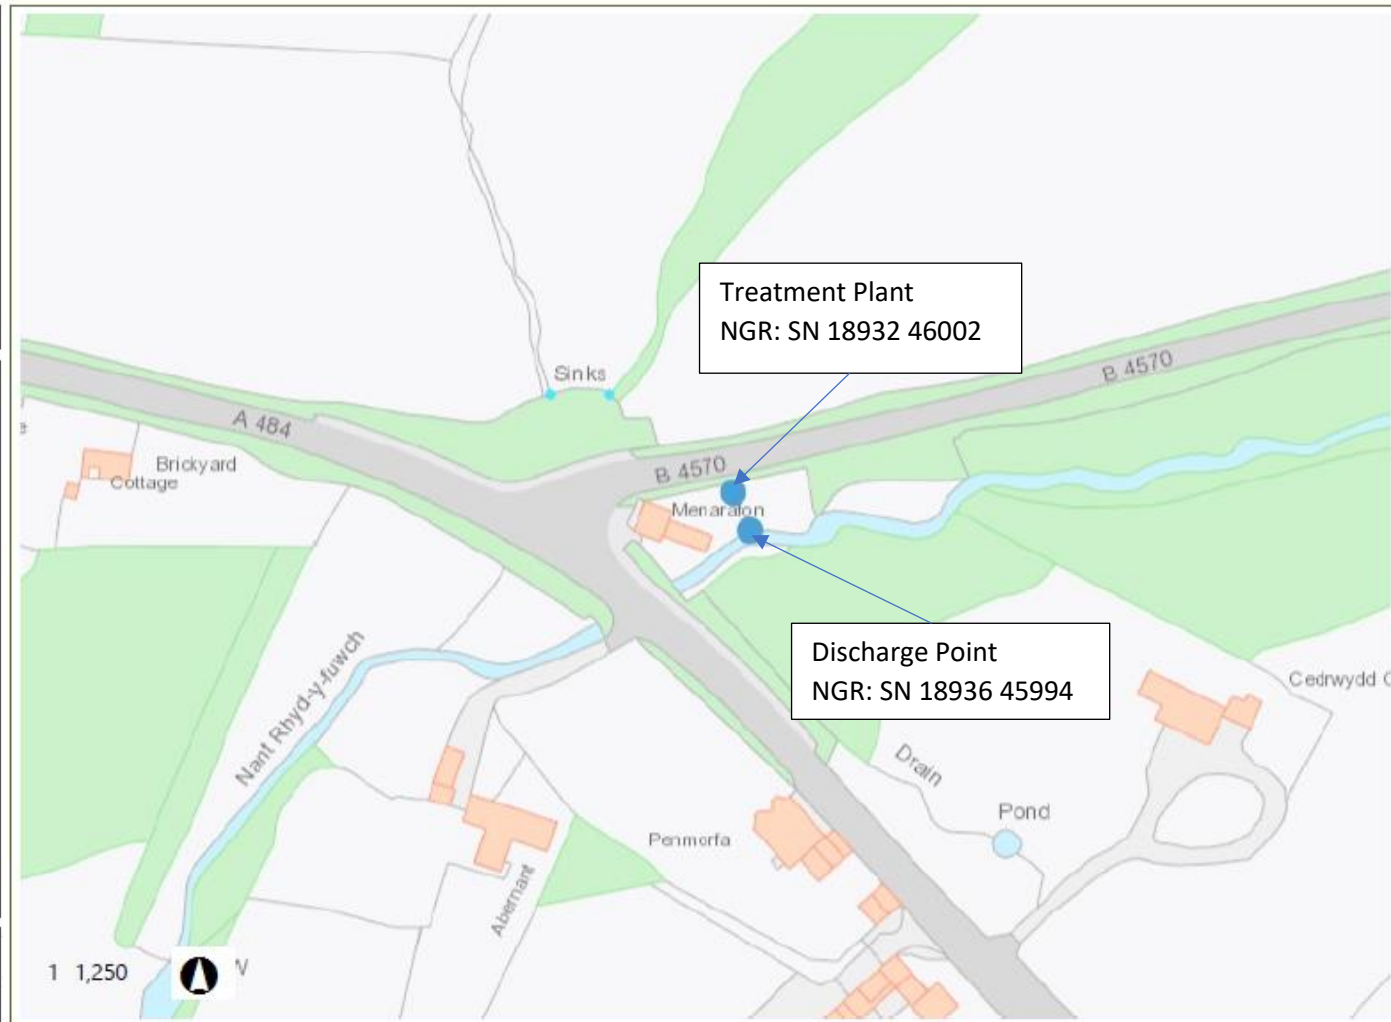 Treatment Plant
NGR: SN 18932 46002
B 4570
Sinks
A 484
Brickyard
Cottage
B 4570
Menaralon
Discharge Point
NGR: SN 18936 45994
Cedrwydd C
Nant Rhyd-y-fuwch
Drain
Pond
Penmorfa
Abernant
1 1,250